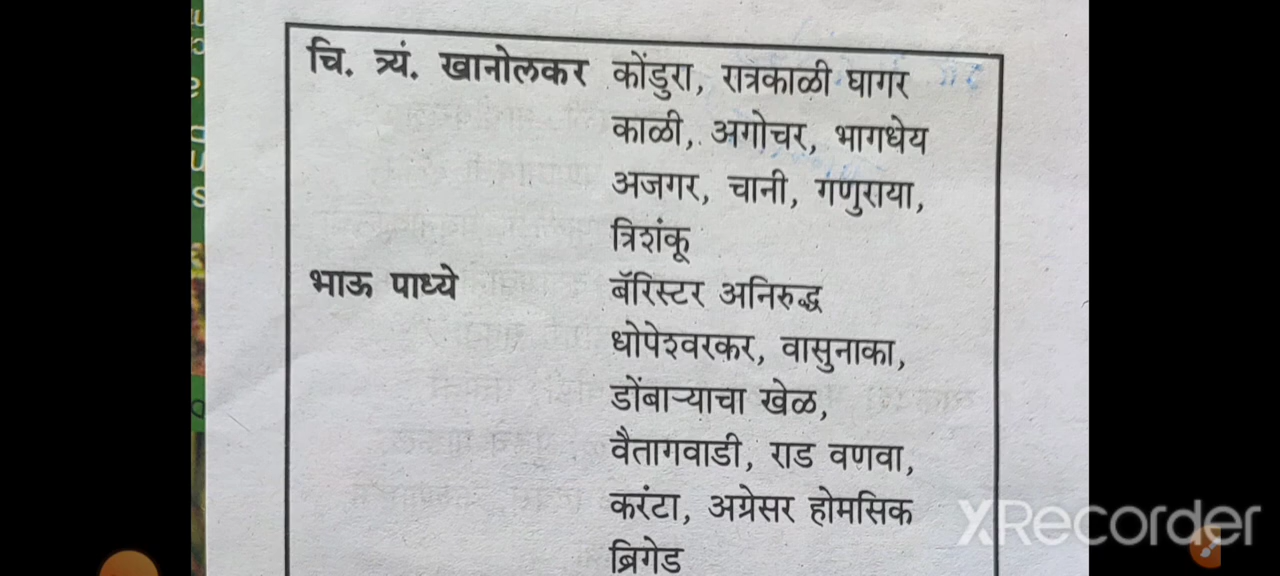 चि. त्र्यं. खानोलकर कोंडुरा, रात्रकाळी घागर
काळी, अगोचर, भागधेय
अजगर, चानी, गणुराया,
त्रिशंकू
भाऊ पाध्ये बॅरिस्टर अनिरुद्ध
धोपेश्वरकर, वासुनाका,
डोंबाऱ्याचा खेळ,
वैतागवाडी, राड वणवा,
करंटा, अग्रेसर होमसिक
ब्रिगेड
XRecorder